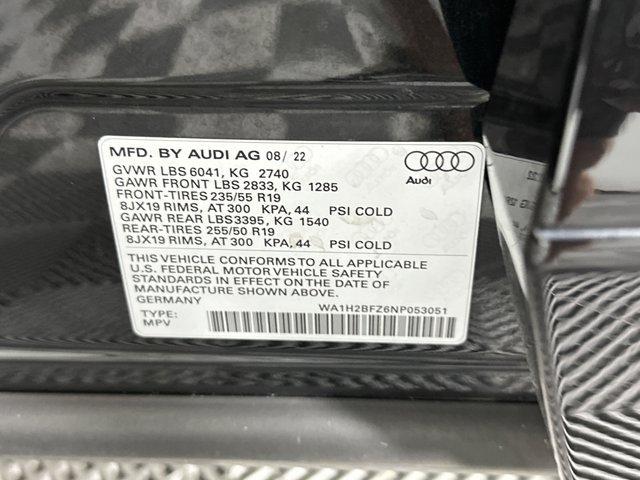 MFD. BY AUDI AG 08/ 22
GVWR LBS 6041, KG 2740
GAWR FRONT LBS 2833, KG 1285
FRONT-TIRES 235/55 R19
8JX19 RIMS, AT 300 KPA, 44 PSI COLD
GAWR REAR LBS 3395, KG 1540
REAR-TIRES 255/50 R19
8JX19 RIMS, AT 300 KPA, 44 PSI COLD
Audi
THIS VEHICLE CONFORMS TO ALL APPLICABLE
U.S. FEDERAL MOTOR VEHICLE SAFETY
STANDARDS IN EFFECT ON THE DATE OF
MANUFACTURE SHOWN ABOVE.
GERMANY WA1H2BFZ6NP053051
TYPE:
MPV